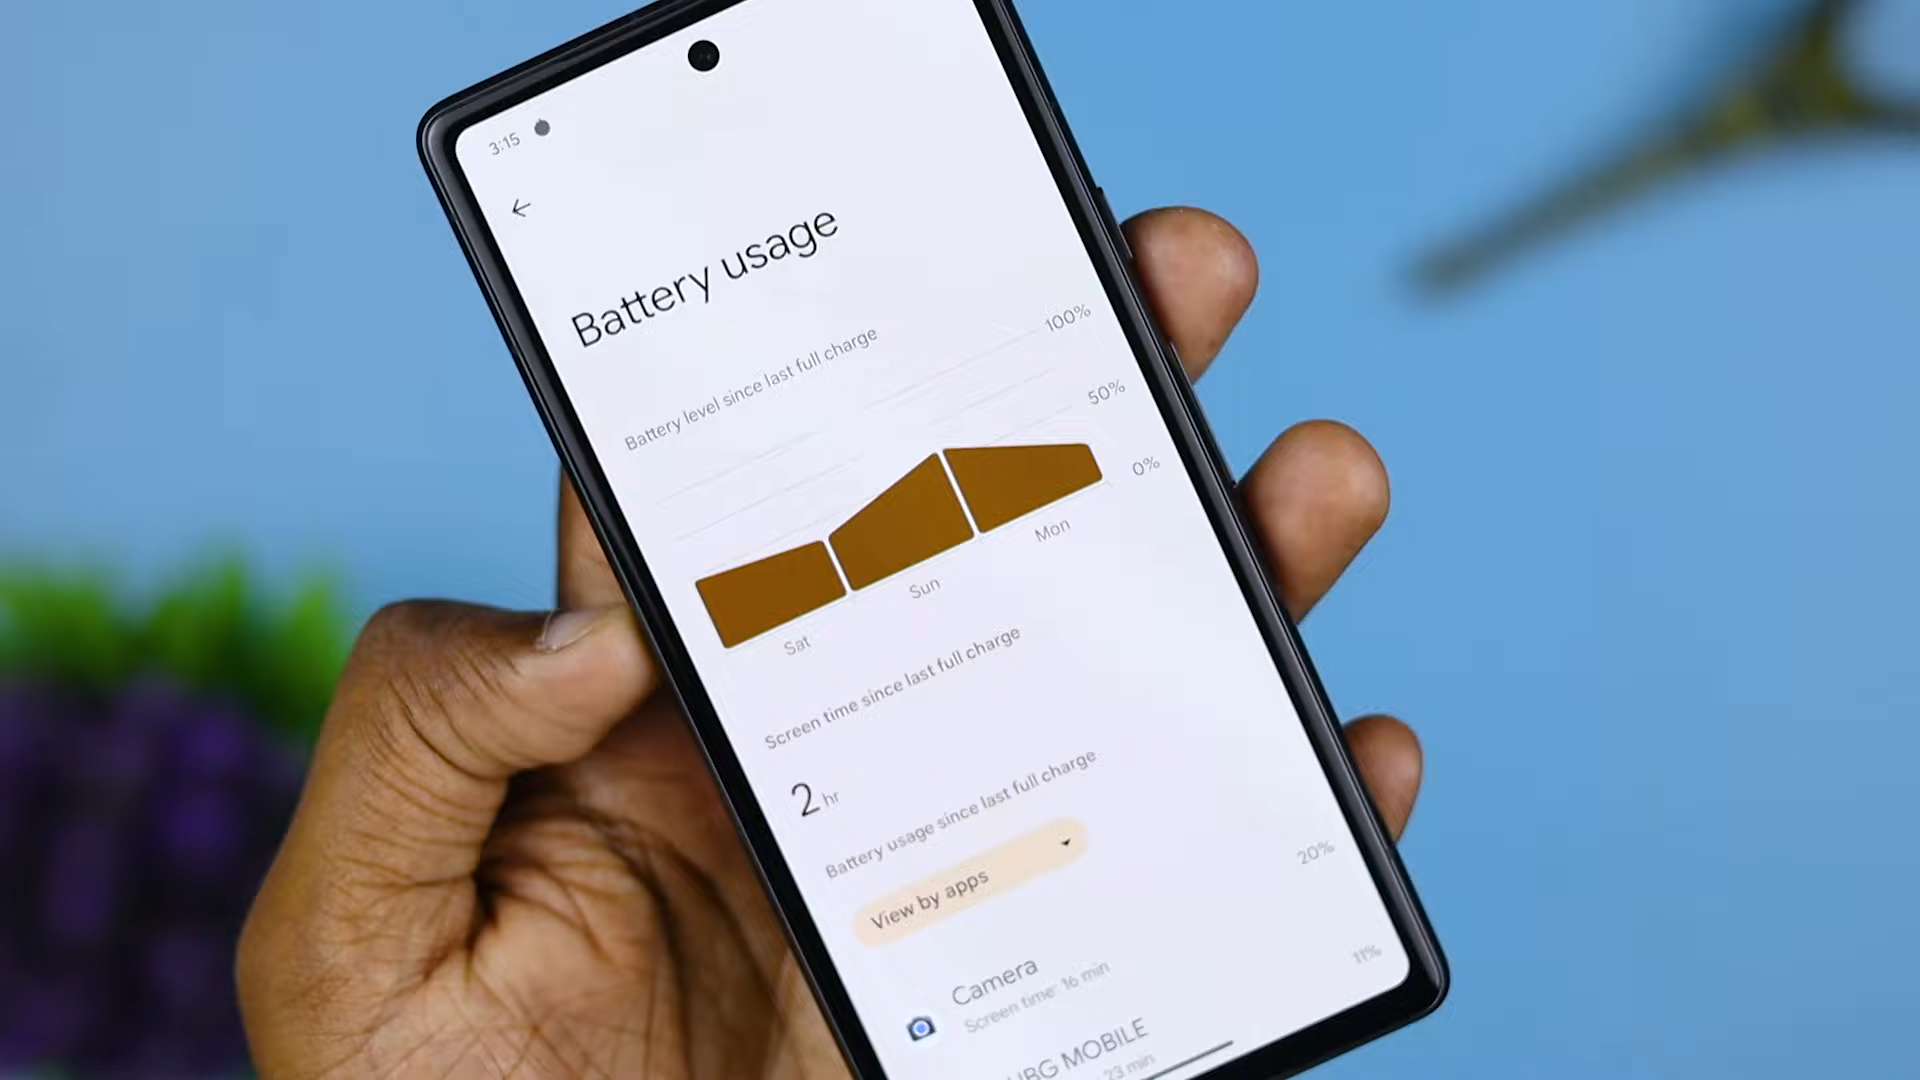 3:15
Battery usage
Battery level since last full charge
100%
50%
0%
Sat Sun Mon
Screen time since last full charge
2 hr
Battery usage since last full charge
View by apps
Camera 20%
Screen time: 16 min
MOBILE 11%
23 min